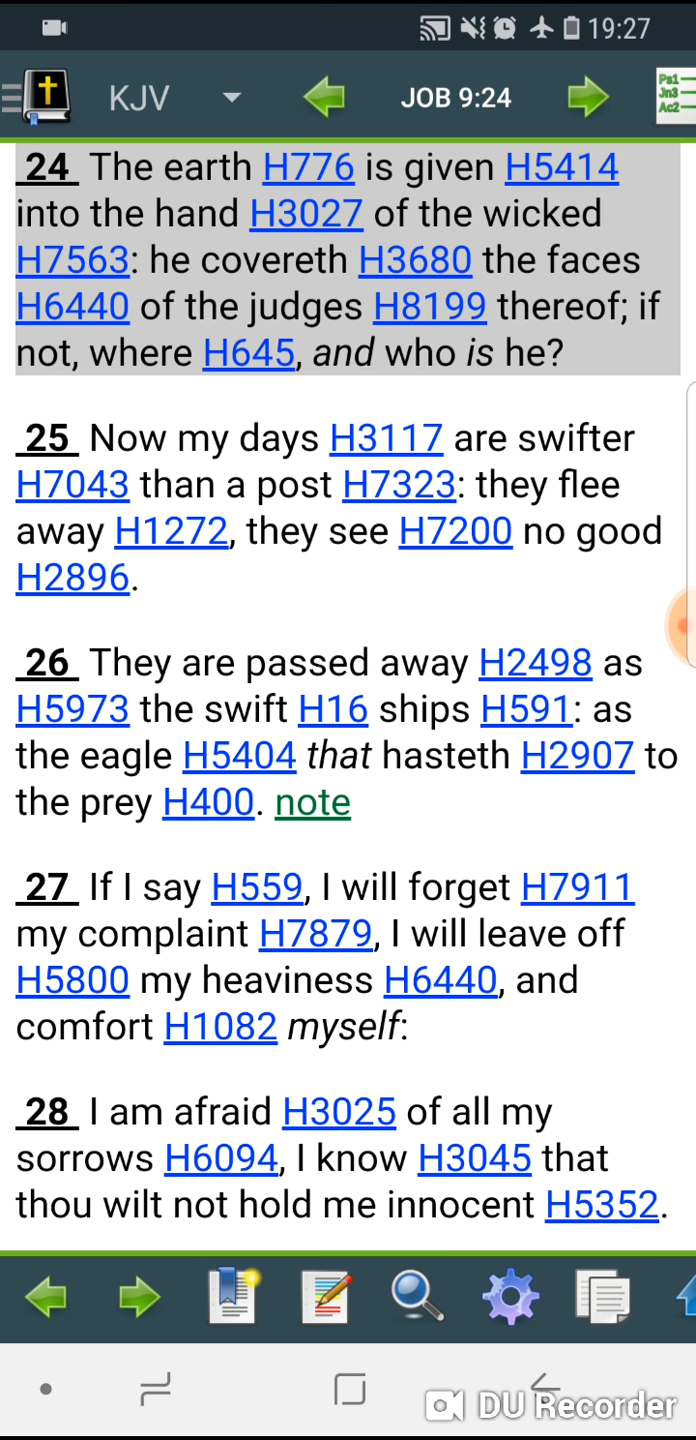 19:27
KJV JOB 9:24 Ps1
Jn3
Ac2
24 The earth H776 is given H5414
into the hand H3027 of the wicked
H7563: he covereth H3680 the faces
H6440 of the judges H8199 thereof; if
not, where H645, and who is he?
25 Now my days H3117 are swifter
H7043 than a post H7323: they flee
away H1272, they see H7200 no good
H2896.
26 They are passed away H2498 as
H5973 the swift H16 ships H591: as
the eagle H5404 that hasteth H2907 to
the prey H400. note
27 If I say H559, I will forget H7911
my complaint H7879, I will leave off
H5800 my heaviness H6440, and
comfort H1082 myself:
28 I am afraid H3025 of all my
sorrows H6094, I know H3045 that
thou wilt not hold me innocent H5352.
DU Recorder